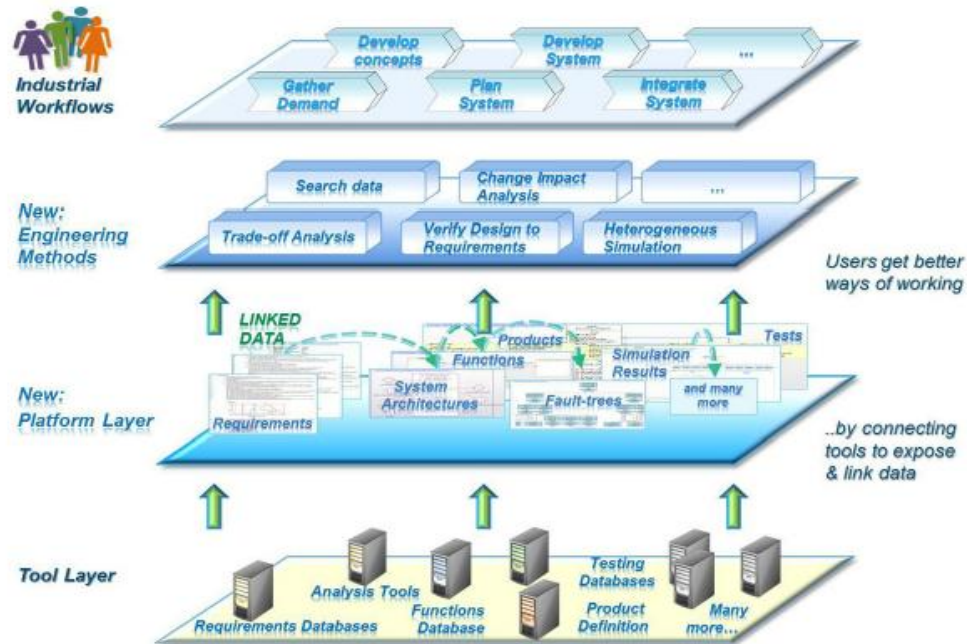 Industrial
Workflows
Develop
concepts
Develop
System
...
Gather
Demand
Plan
System
Integrate
System
New:
Engineering
Methods
Search data
Change Impact
Analysis
...
Trade-off Analysis
Verify Design to
Requirements
Heterogeneous
Simulation
Users get better
ways of working
New:
Platform Layer
LINKED
DATA
Requirements
System
Architectures
Functions
Products
Fault-trees
Simulation
Results
Tests
and many
more
..by connecting
tools to expose
& link data
Tool Layer
Requirements Databases
Analysis Tools
Functions
Database
Testing
Databases
Product
Definition
Many
more...